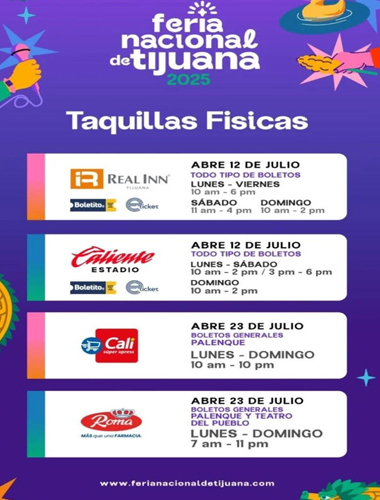 feria
nacional
de tijuana
2025
Taquillas Fisicas
iR REAL INN
TIJUANA
Boletito.
eticket
ABRE 12 DE JULIO
TODO TIPO DE BOLETOS
LUNES - VIERNES
10 am - 6 pm
SÁBADO DOMINGO
11 am - 4 pm 10 am - 2 pm
Caliente
ESTADIO
Boletito.
eticket
ABRE 12 DE JULIO
TODO TIPO DE BOLETOS
LUNES - SÁBADO
10 am - 2 pm / 3 pm - 6 pm
DOMINGO
10 am - 2 pm
Cali
súper xpress
ABRE 23 DE JULIO
BOLETOS GENERALES
PALENQUE
LUNES - DOMINGO
10 am - 10 pm
Roma
MÁS que una FARMACIA.
ABRE 23 DE JULIO
BOLETOS GENERALES
PALENQUE Y TEATRO
DEL PUEBLO
LUNES - DOMINGO
7 am - 11 pm
www.ferianacionaldetijuana.com